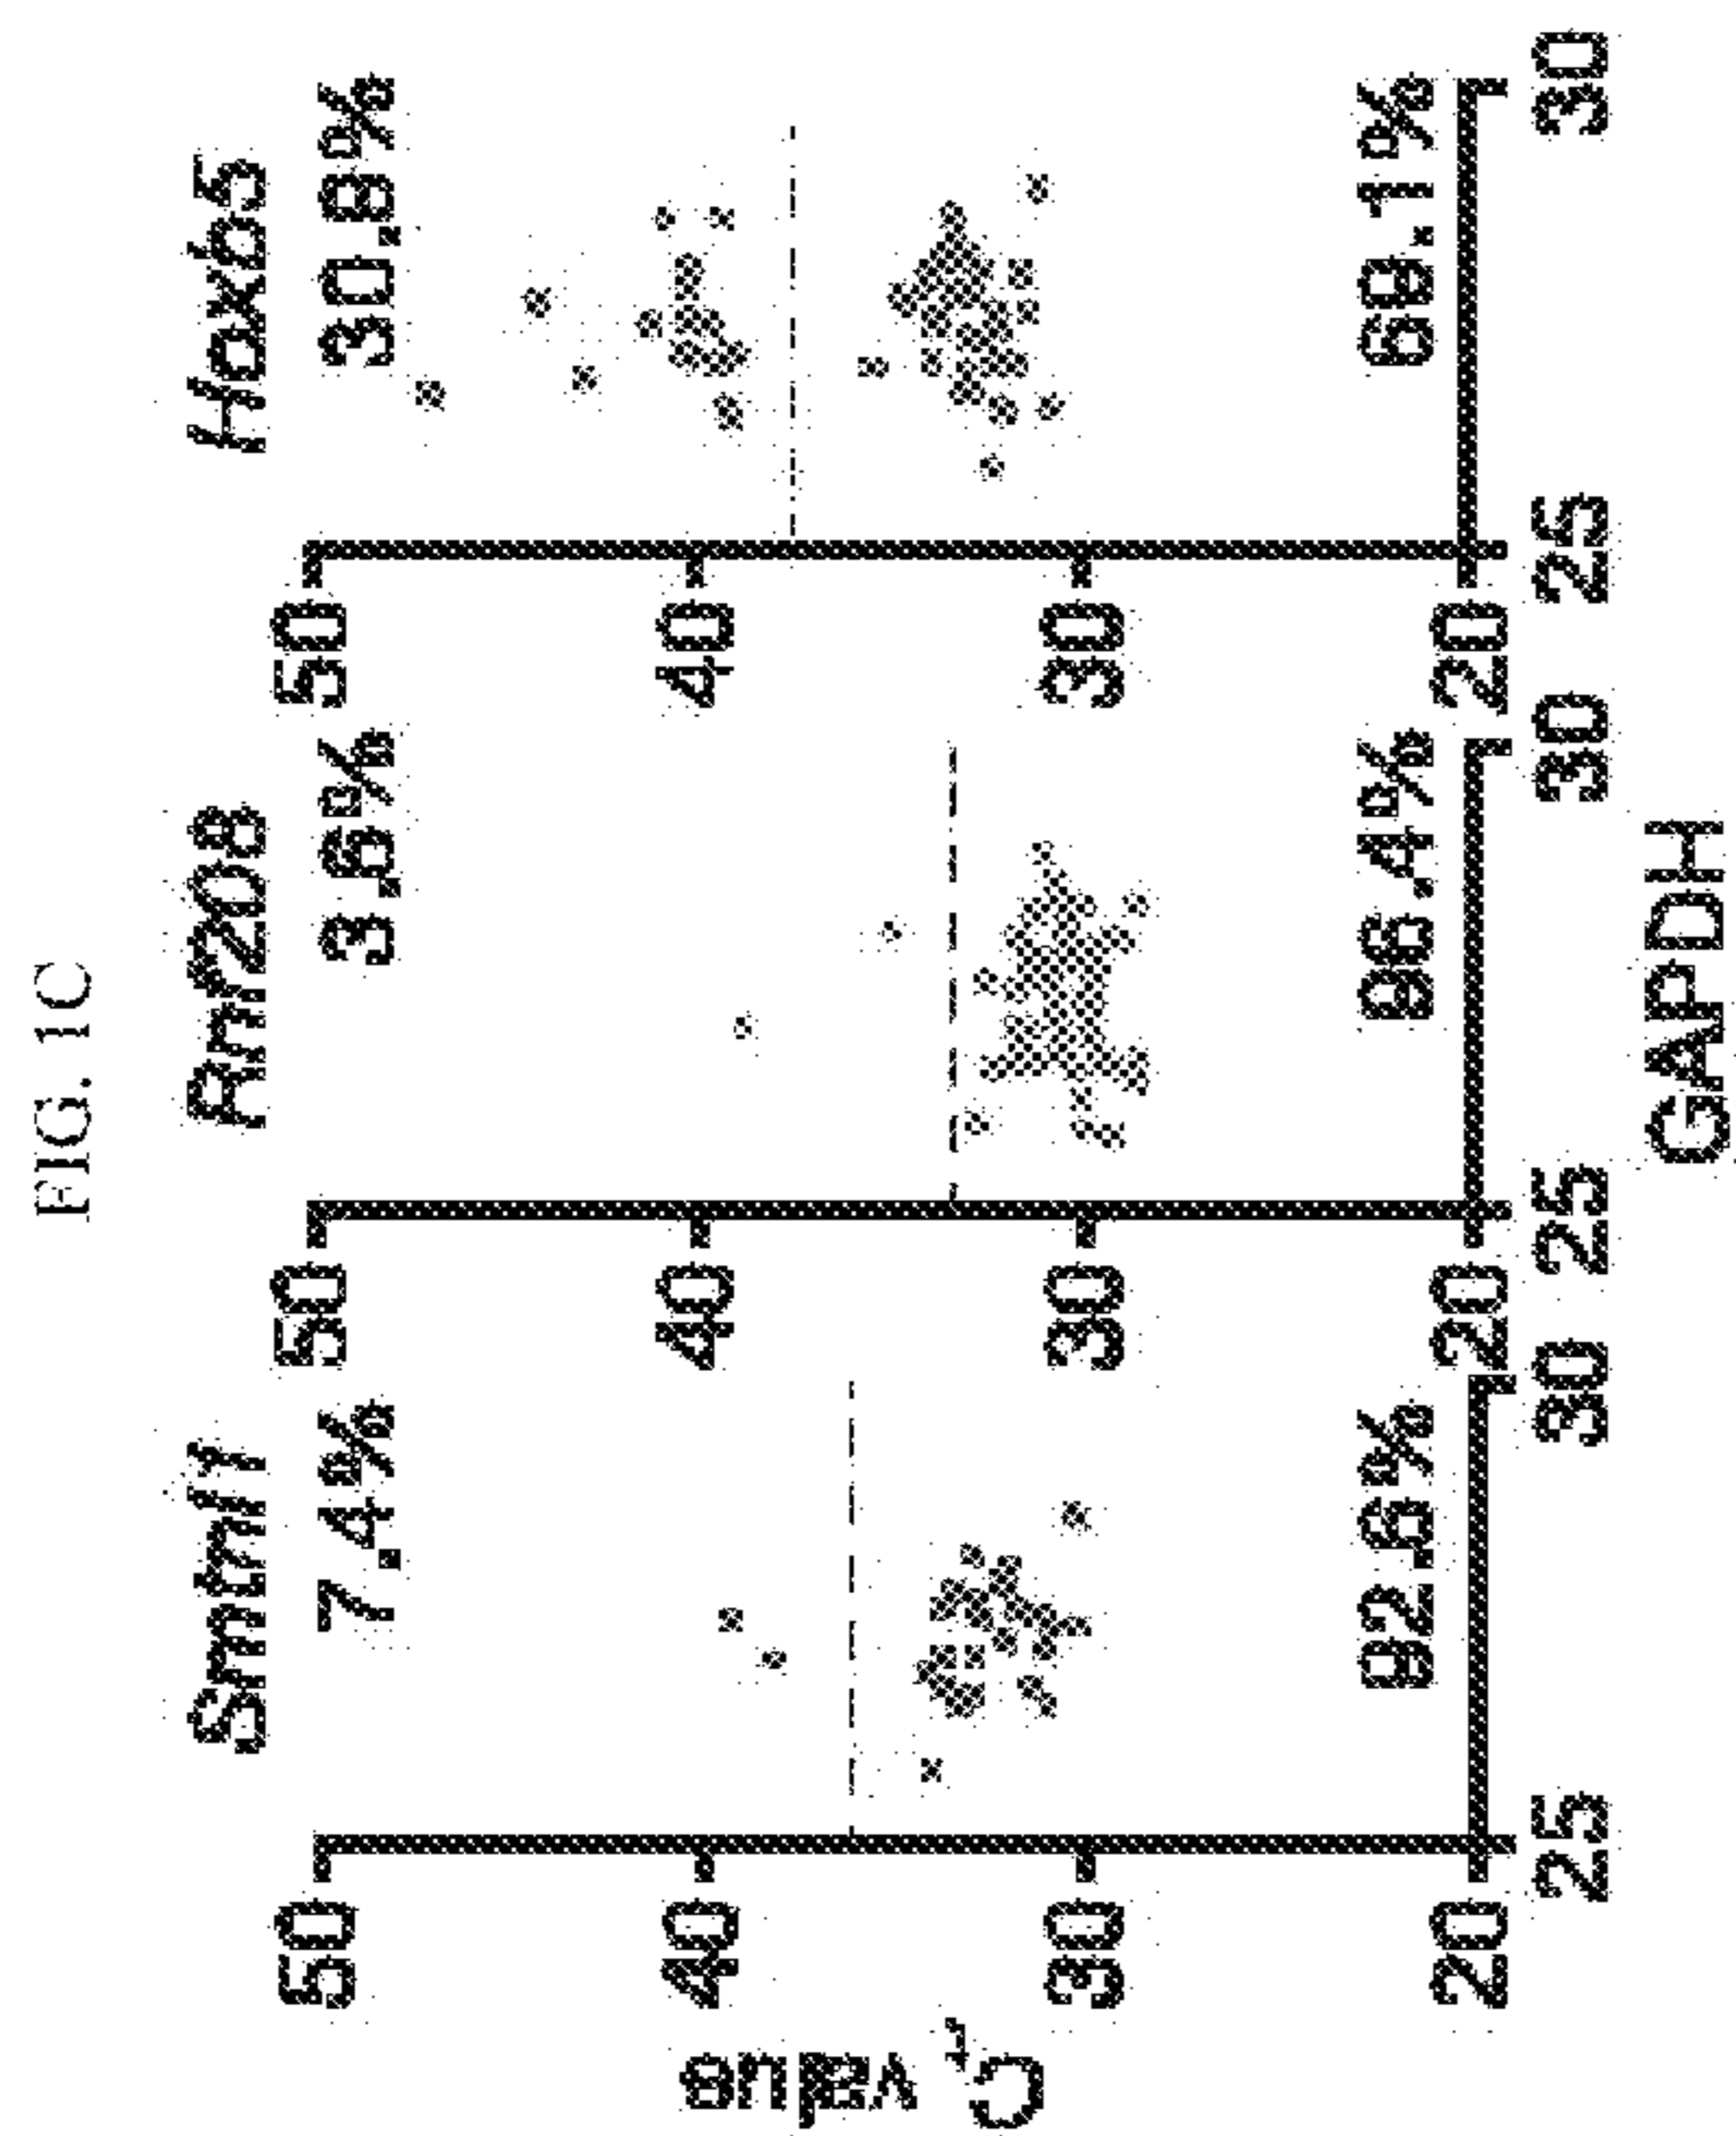 FIG. 1C
Smtnl1 Rnf208 Hoxb5
7.4% 3.6% 30.8%
50 50 50
40 40 40
30 30 30
92.6% 96.4% 69.1%
20 20 20
25 30 25 30 25 30
Ct value
GAPDH